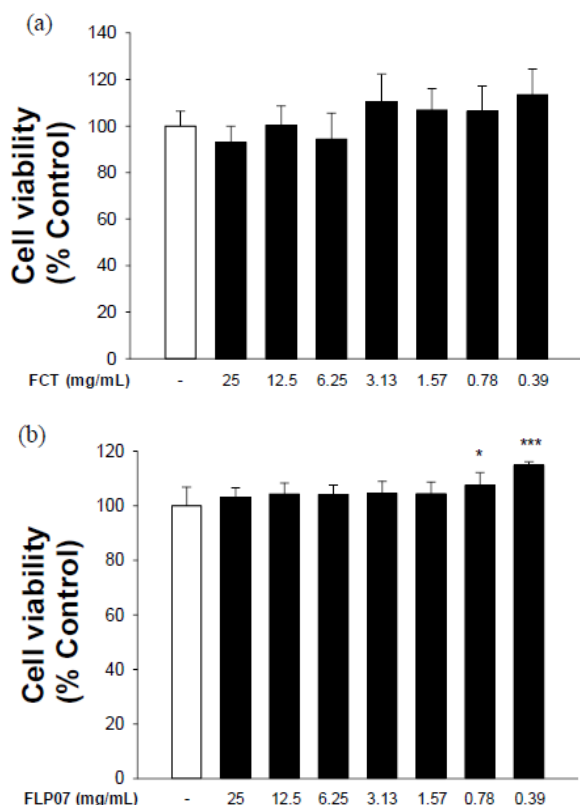 (a)
140
120
100
80
60
40
20
0
Cell viability
(% Control)
FCT (mg/mL) - 25 12.5 6.25 3.13 1.57 0.78 0.39
(b)
120
100
80
60
40
20
0
Cell viability
(% Control)
* ***
FLP07 (mg/mL) - 25 12.5 6.25 3.13 1.57 0.78 0.39